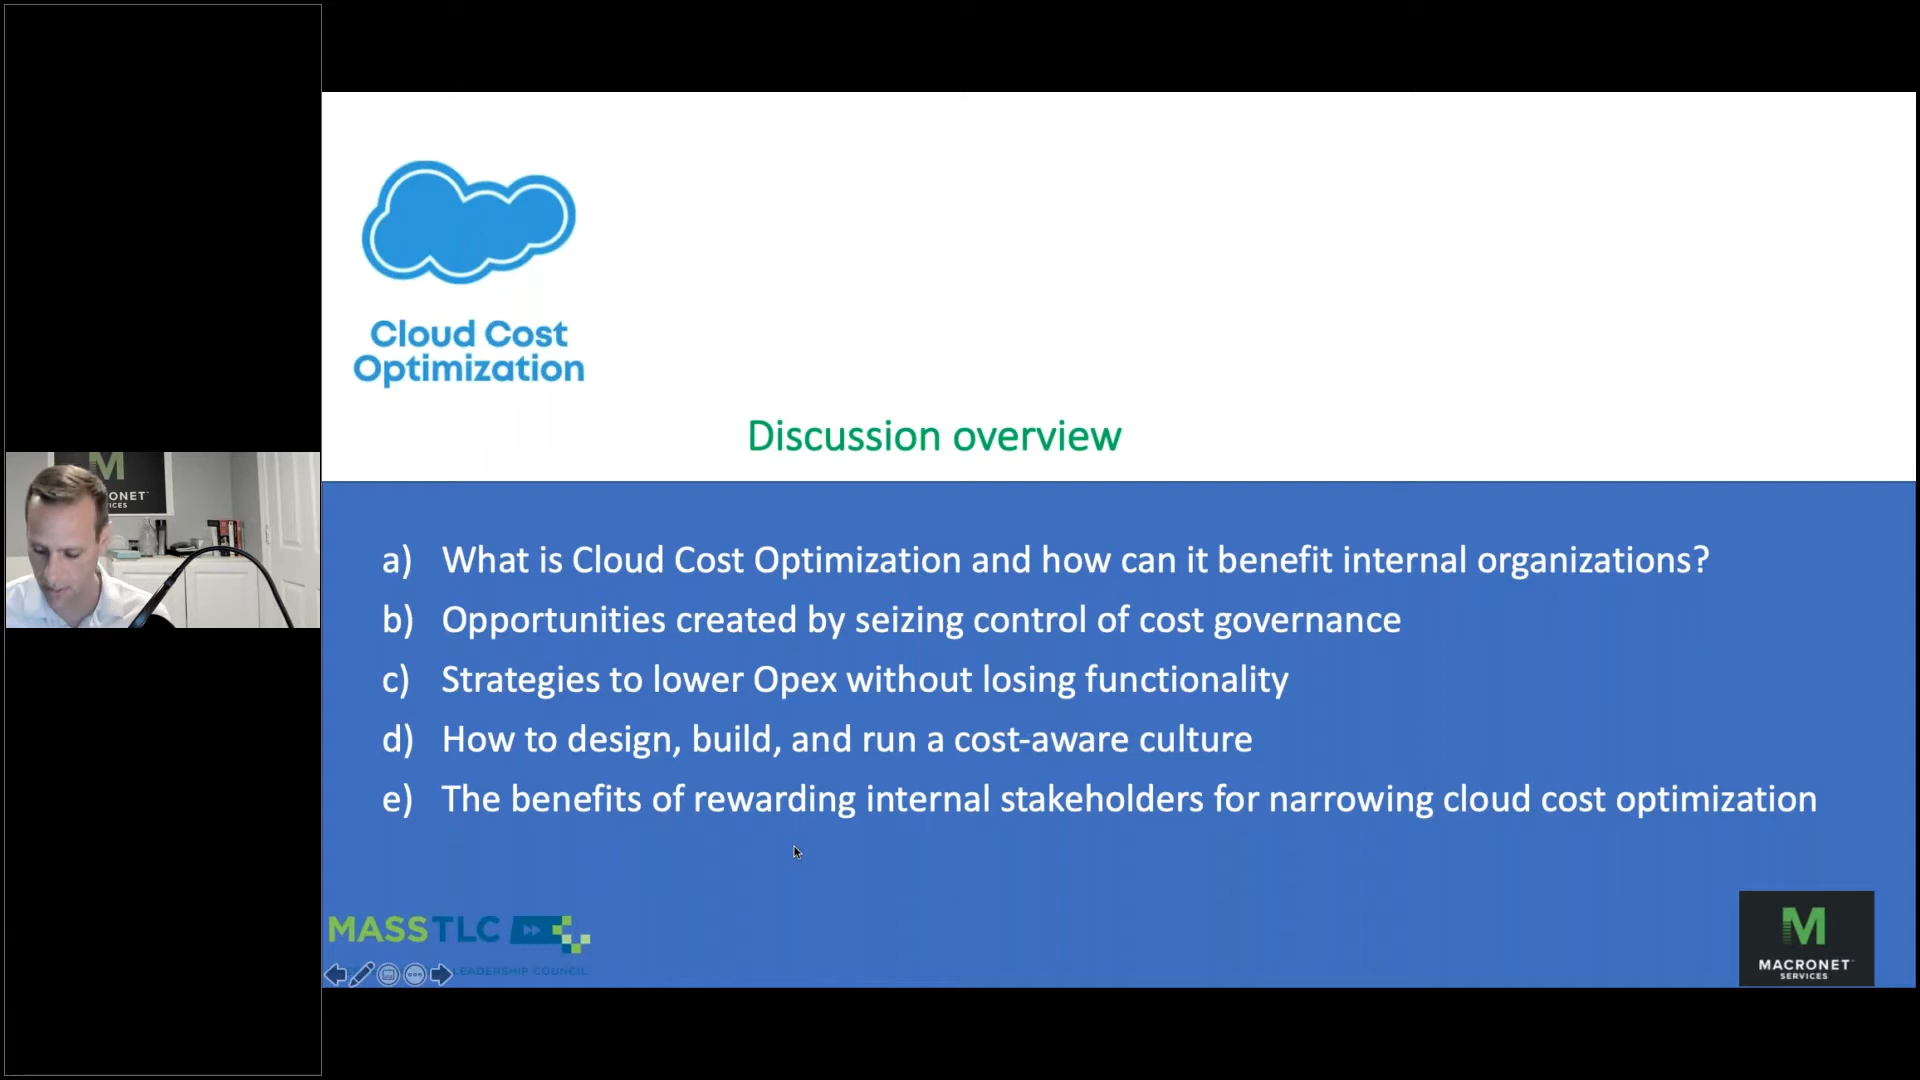 Cloud Cost
Optimization
Discussion overview
a) What is Cloud Cost Optimization and how can it benefit internal organizations?
b) Opportunities created by seizing control of cost governance
c) Strategies to lower Opex without losing functionality
d) How to design, build, and run a cost-aware culture
e) The benefits of rewarding internal stakeholders for narrowing cloud cost optimization
M
ONET
ICES
MASSTLC
LEADERSHIP COUNCIL
M
MACRONET
SERVICES